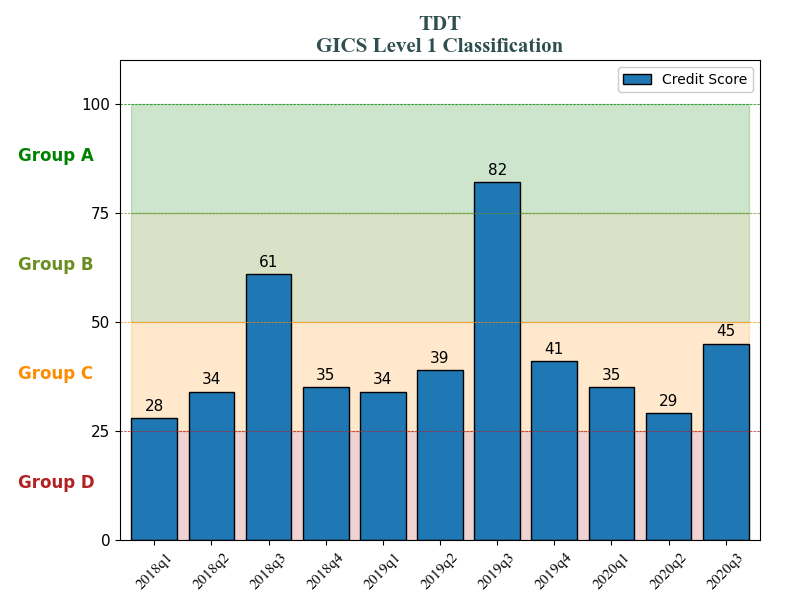 TDT
GICS Level 1 Classification
Credit Score
100
Group A
82
75
Group B
61
50
45
41
39
Group C
35
35
34
34
29
28
25
Group D
0
2018q1
2018q2
2018q3
2018q4
2019q1
2019q2
2019q3
2019q4
2020q1
2020q2
2020q3